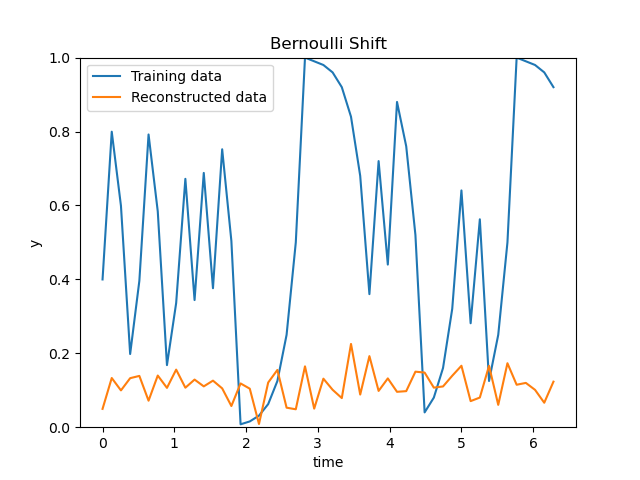 Bernoulli Shift
1.0
0.8
0.6
0.4
0.2
0.0
y
Training data
Reconstructed data
0 1 2 3 4 5 6
time